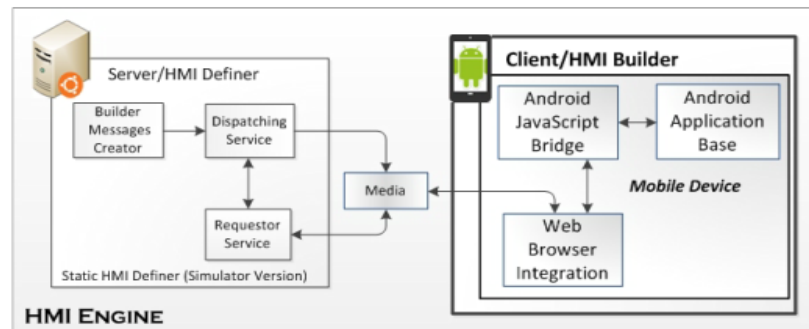 Server/HMI Definer
Builder
Messages
Creator
Dispatching
Service
Requestor
Service
Static HMI Definer (Simulator Version)
Media
Client/HMI Builder
Android
JavaScript
Bridge
Android
Application
Base
Mobile Device
Web
Browser
Integration
HMI ENGINE